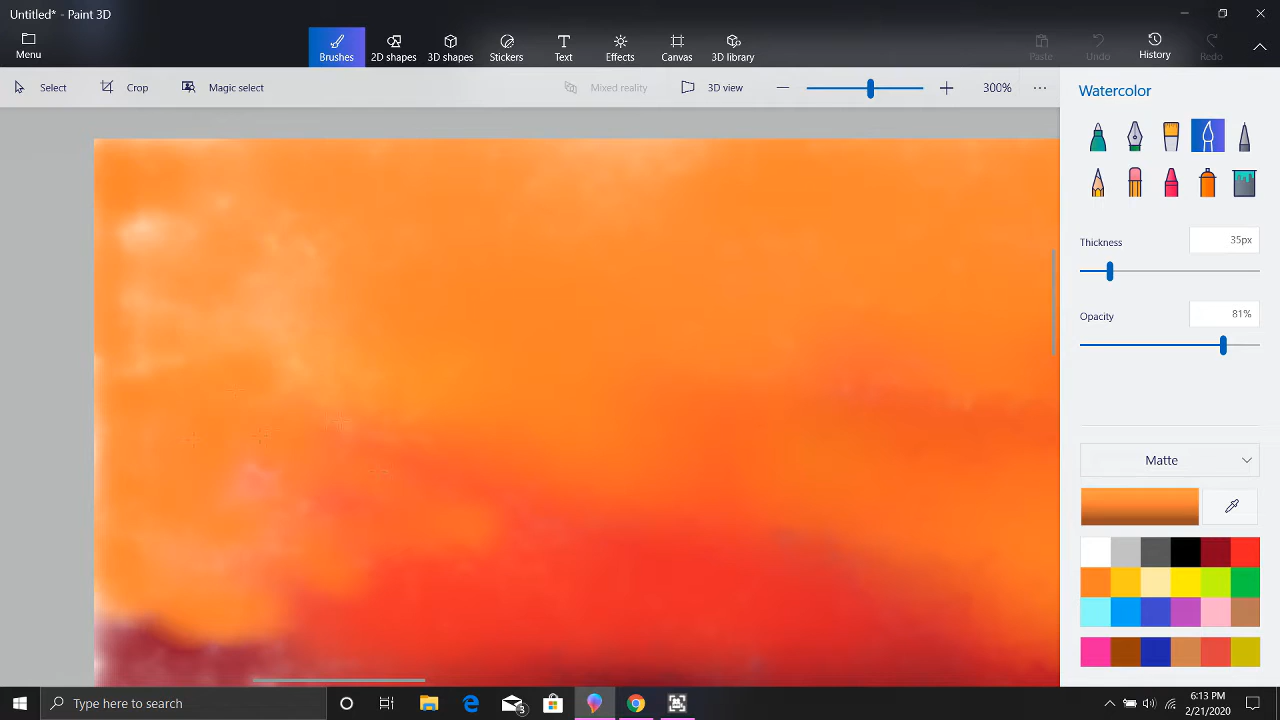 Untitled* - Paint 3D
Menu
Brushes
2D shapes
3D shapes
Stickers
Text
Effects
Canvas
3D library
Paste
Undo
History
Redo
Select
Crop
Magic select
Mixed reality
3D view
300%
Watercolor
Thickness
35px
Opacity
81%
Matte
Type here to search
3
6:13 PM
2/21/2020